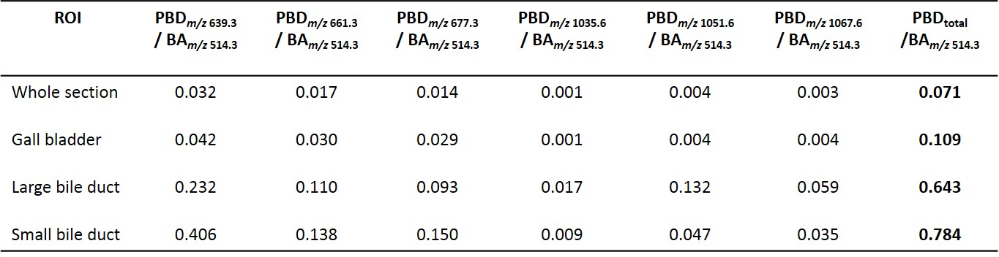 ROI PBDm/z 639.3 PBDm/z 661.3 PBDm/z 677.3 PBDm/z 1035.6 PBDm/z 1051.6 PBDm/z 1067.6 PBDtotal
/ BAm/z 514.3 / BAm/z 514.3 / BAm/z 514.3 / BAm/z 514.3 / BAm/z 514.3 / BAm/z 514.3 /BAm/z 514.3
Whole section 0.032 0.017 0.014 0.001 0.004 0.003 0.071
Gall bladder 0.042 0.030 0.029 0.001 0.004 0.004 0.109
Large bile duct 0.232 0.110 0.093 0.017 0.132 0.059 0.643
Small bile duct 0.406 0.138 0.150 0.009 0.047 0.035 0.784